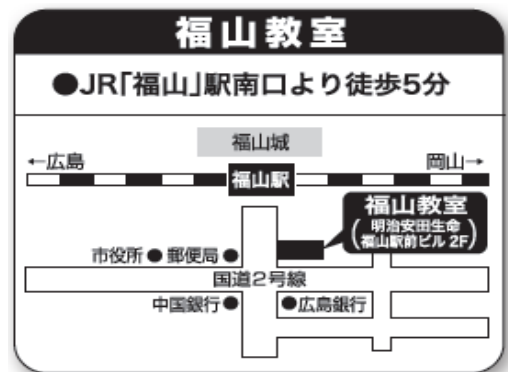 福山教室
●JR「福山」駅南口より徒歩5分
福山城
←広島
岡山→
福山駅
福山教室
(明治安田生命
福山駅前ビル 2F)
市役所● 郵便局●
国道2号線
中国銀行●
●広島銀行